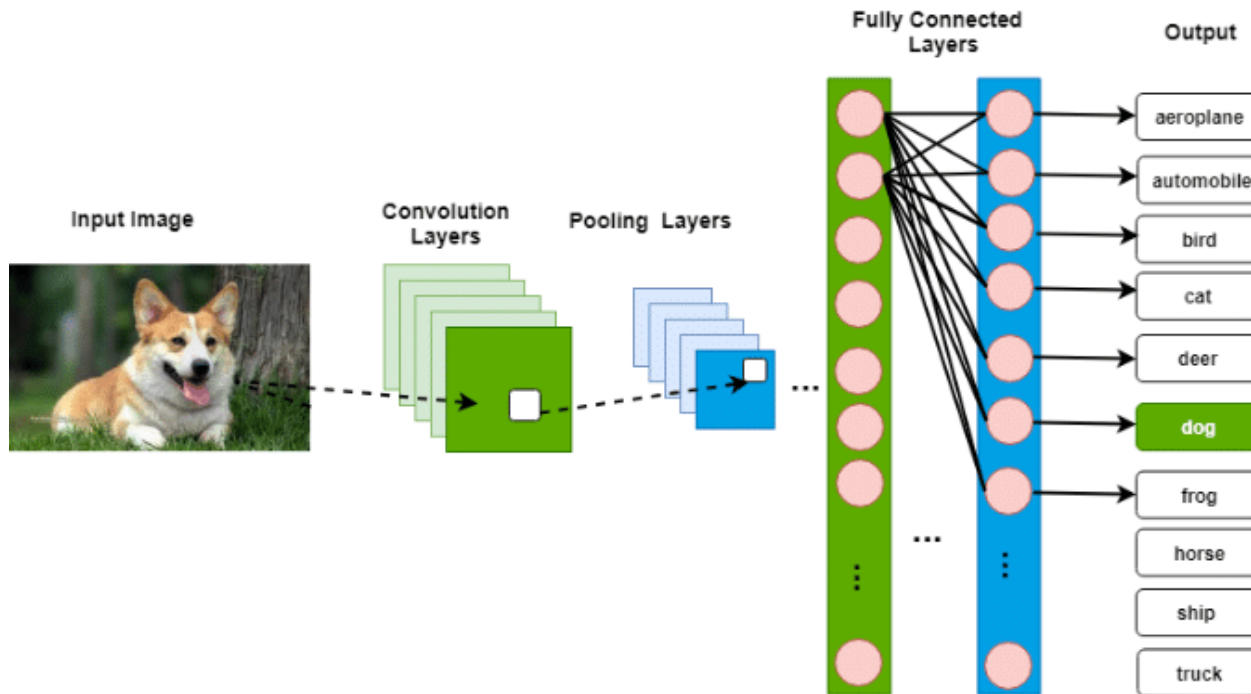 Fully Connected
Layers
Output
Input Image
Convolution
Layers
Pooling Layers
aeroplane
automobile
bird
cat
deer
dog
frog
horse
ship
truck
...
...
...
...